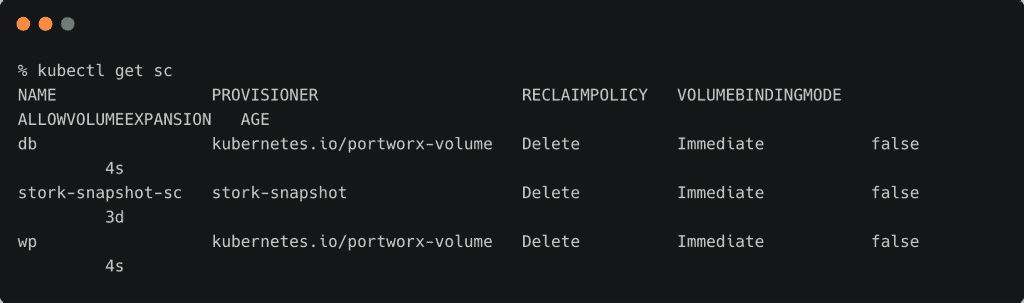 % kubectl get sc
NAME                PROVISIONER                     RECLAIMPOLICY   VOLUMEBINDINGMODE
ALLOWVOLUMEEXPANSION   AGE
db                  kubernetes.io/portworx-volume   Delete          Immediate           false
         4s
stork-snapshot-sc   stork-snapshot                  Delete          Immediate           false
         3d
wp                  kubernetes.io/portworx-volume   Delete          Immediate           false
         4s